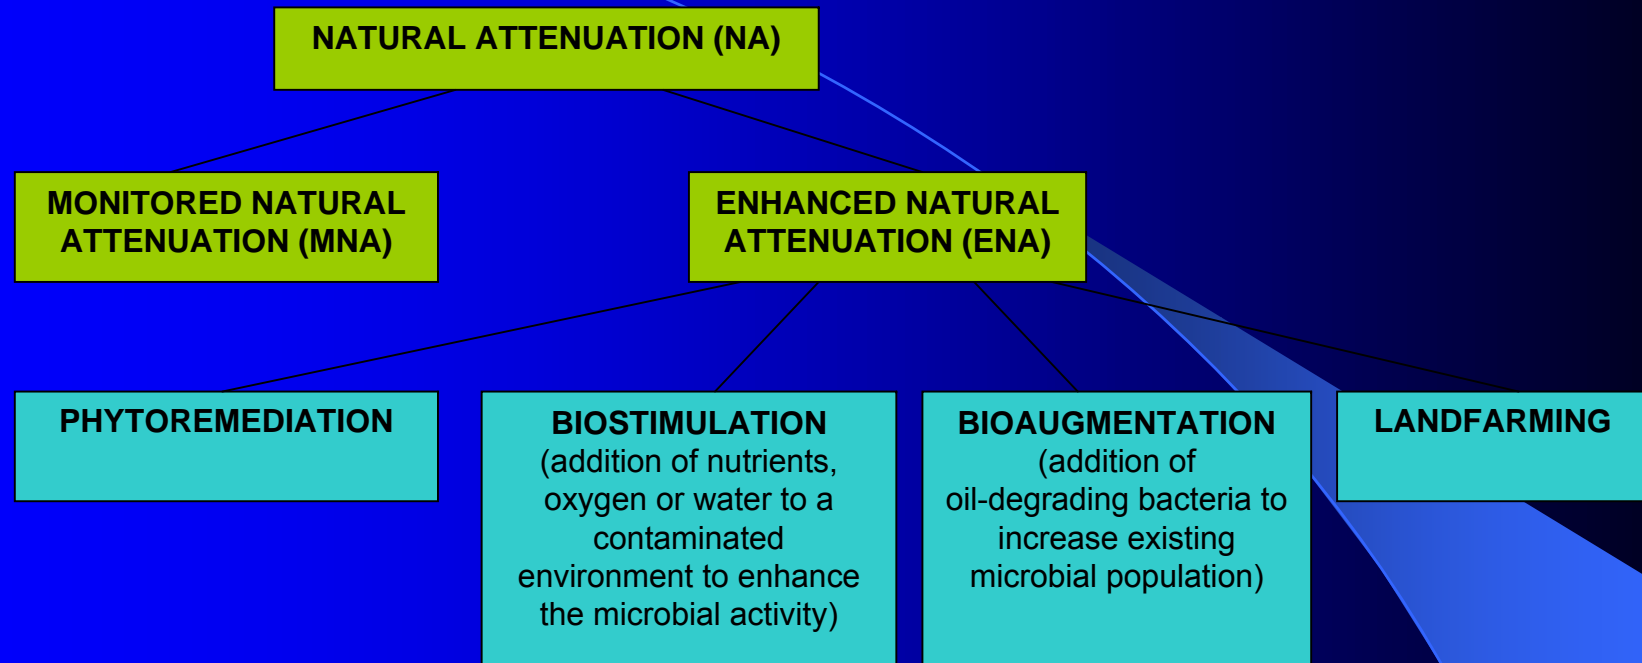 NATURAL ATTENUATION (NA)
MONITORED NATURAL
ATTENUATION (MNA)
ENHANCED NATURAL
ATTENUATION (ENA)
PHYTOREMEDIATION
BIOSTIMULATION
(addition of nutrients,
oxygen or water to a
contaminated
environment to enhance
the microbial activity)
BIOAUGMENTATION
(addition of
oil-degrading bacteria to
increase existing
microbial population)
LANDFARMING